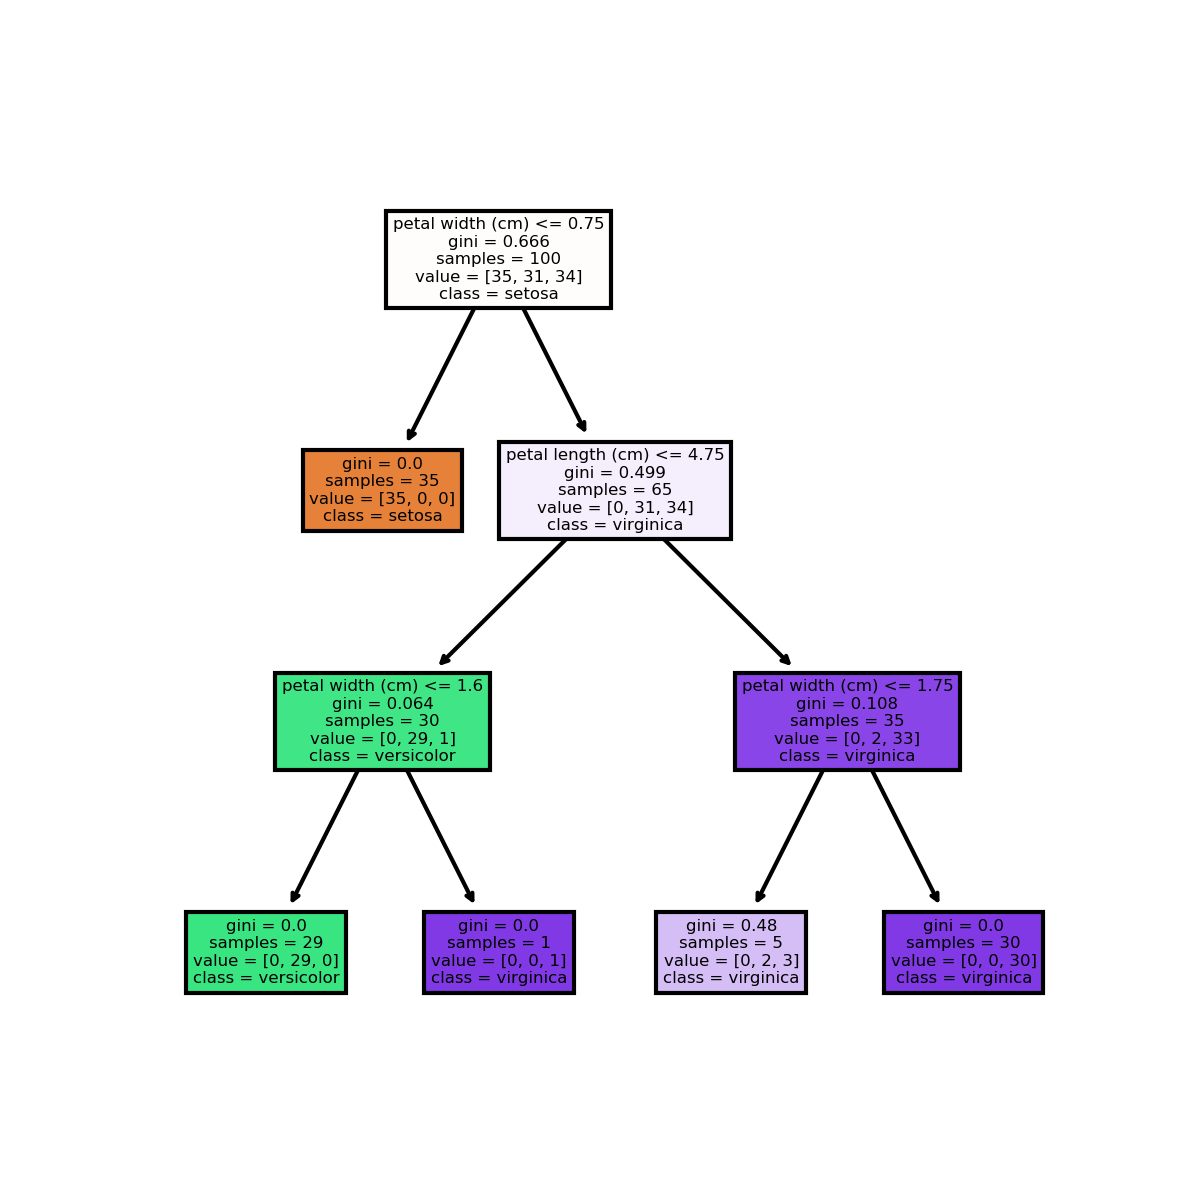 petal width (cm) <= 0.75
gini = 0.666
samples = 100
value = [35, 31, 34]
class = setosa
gini = 0.0
samples = 35
value = [35, 0, 0]
class = setosa
petal length (cm) <= 4.75
gini = 0.499
samples = 65
value = [0, 31, 34]
class = virginica
petal width (cm) <= 1.6
gini = 0.064
samples = 30
value = [0, 29, 1]
class = versicolor
petal width (cm) <= 1.75
gini = 0.108
samples = 35
value = [0, 2, 33]
class = virginica
gini = 0.0
samples = 29
value = [0, 29, 0]
class = versicolor
gini = 0.0
samples = 1
value = [0, 0, 1]
class = virginica
gini = 0.48
samples = 5
value = [0, 2, 3]
class = virginica
gini = 0.0
samples = 30
value = [0, 0, 30]
class = virginica